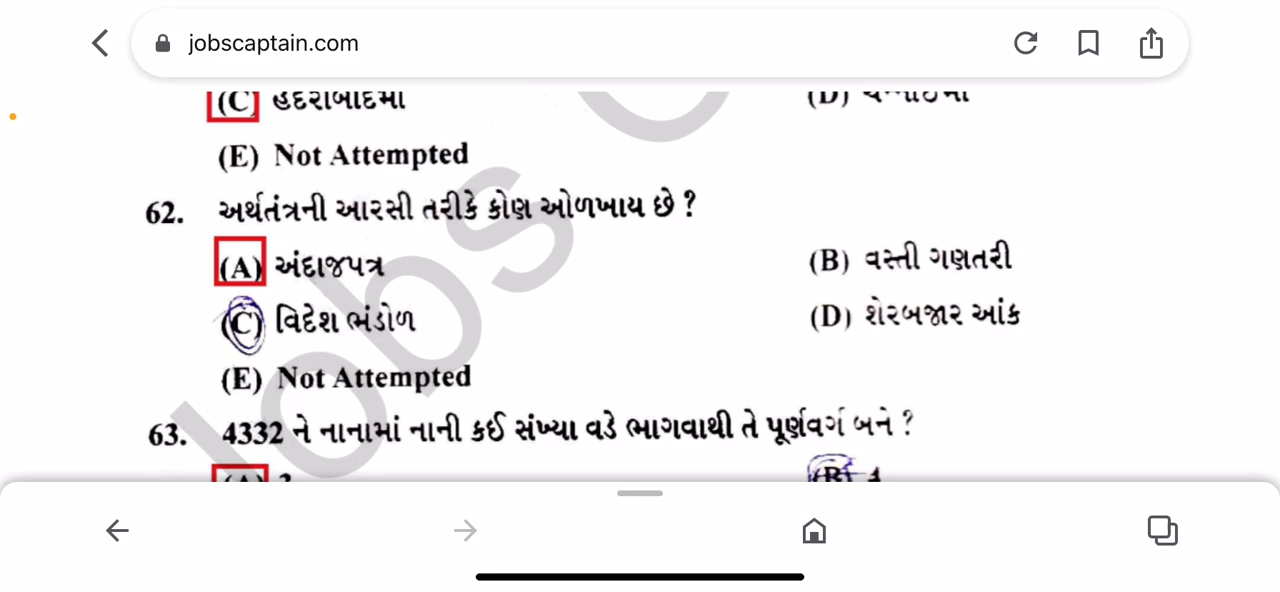 jobscaptain.com
(C) હૈદરાબાદમાં
(E) Not Attempted
62. અર્થતંત્રની આરસી તરીકે કોણ ઓળખાય છે ?
(A) અંદાજપત્ર (B) વસ્તી ગણતરી
(C) વિદેશ ભંડોળ (D) શેરબજાર આંક
(E) Not Attempted
63. 4332 ને નાનામાં નાની કઈ સંખ્યા વડે ભાગવાથી તે પૂર્ણવર્ગ બને ?
Jobs